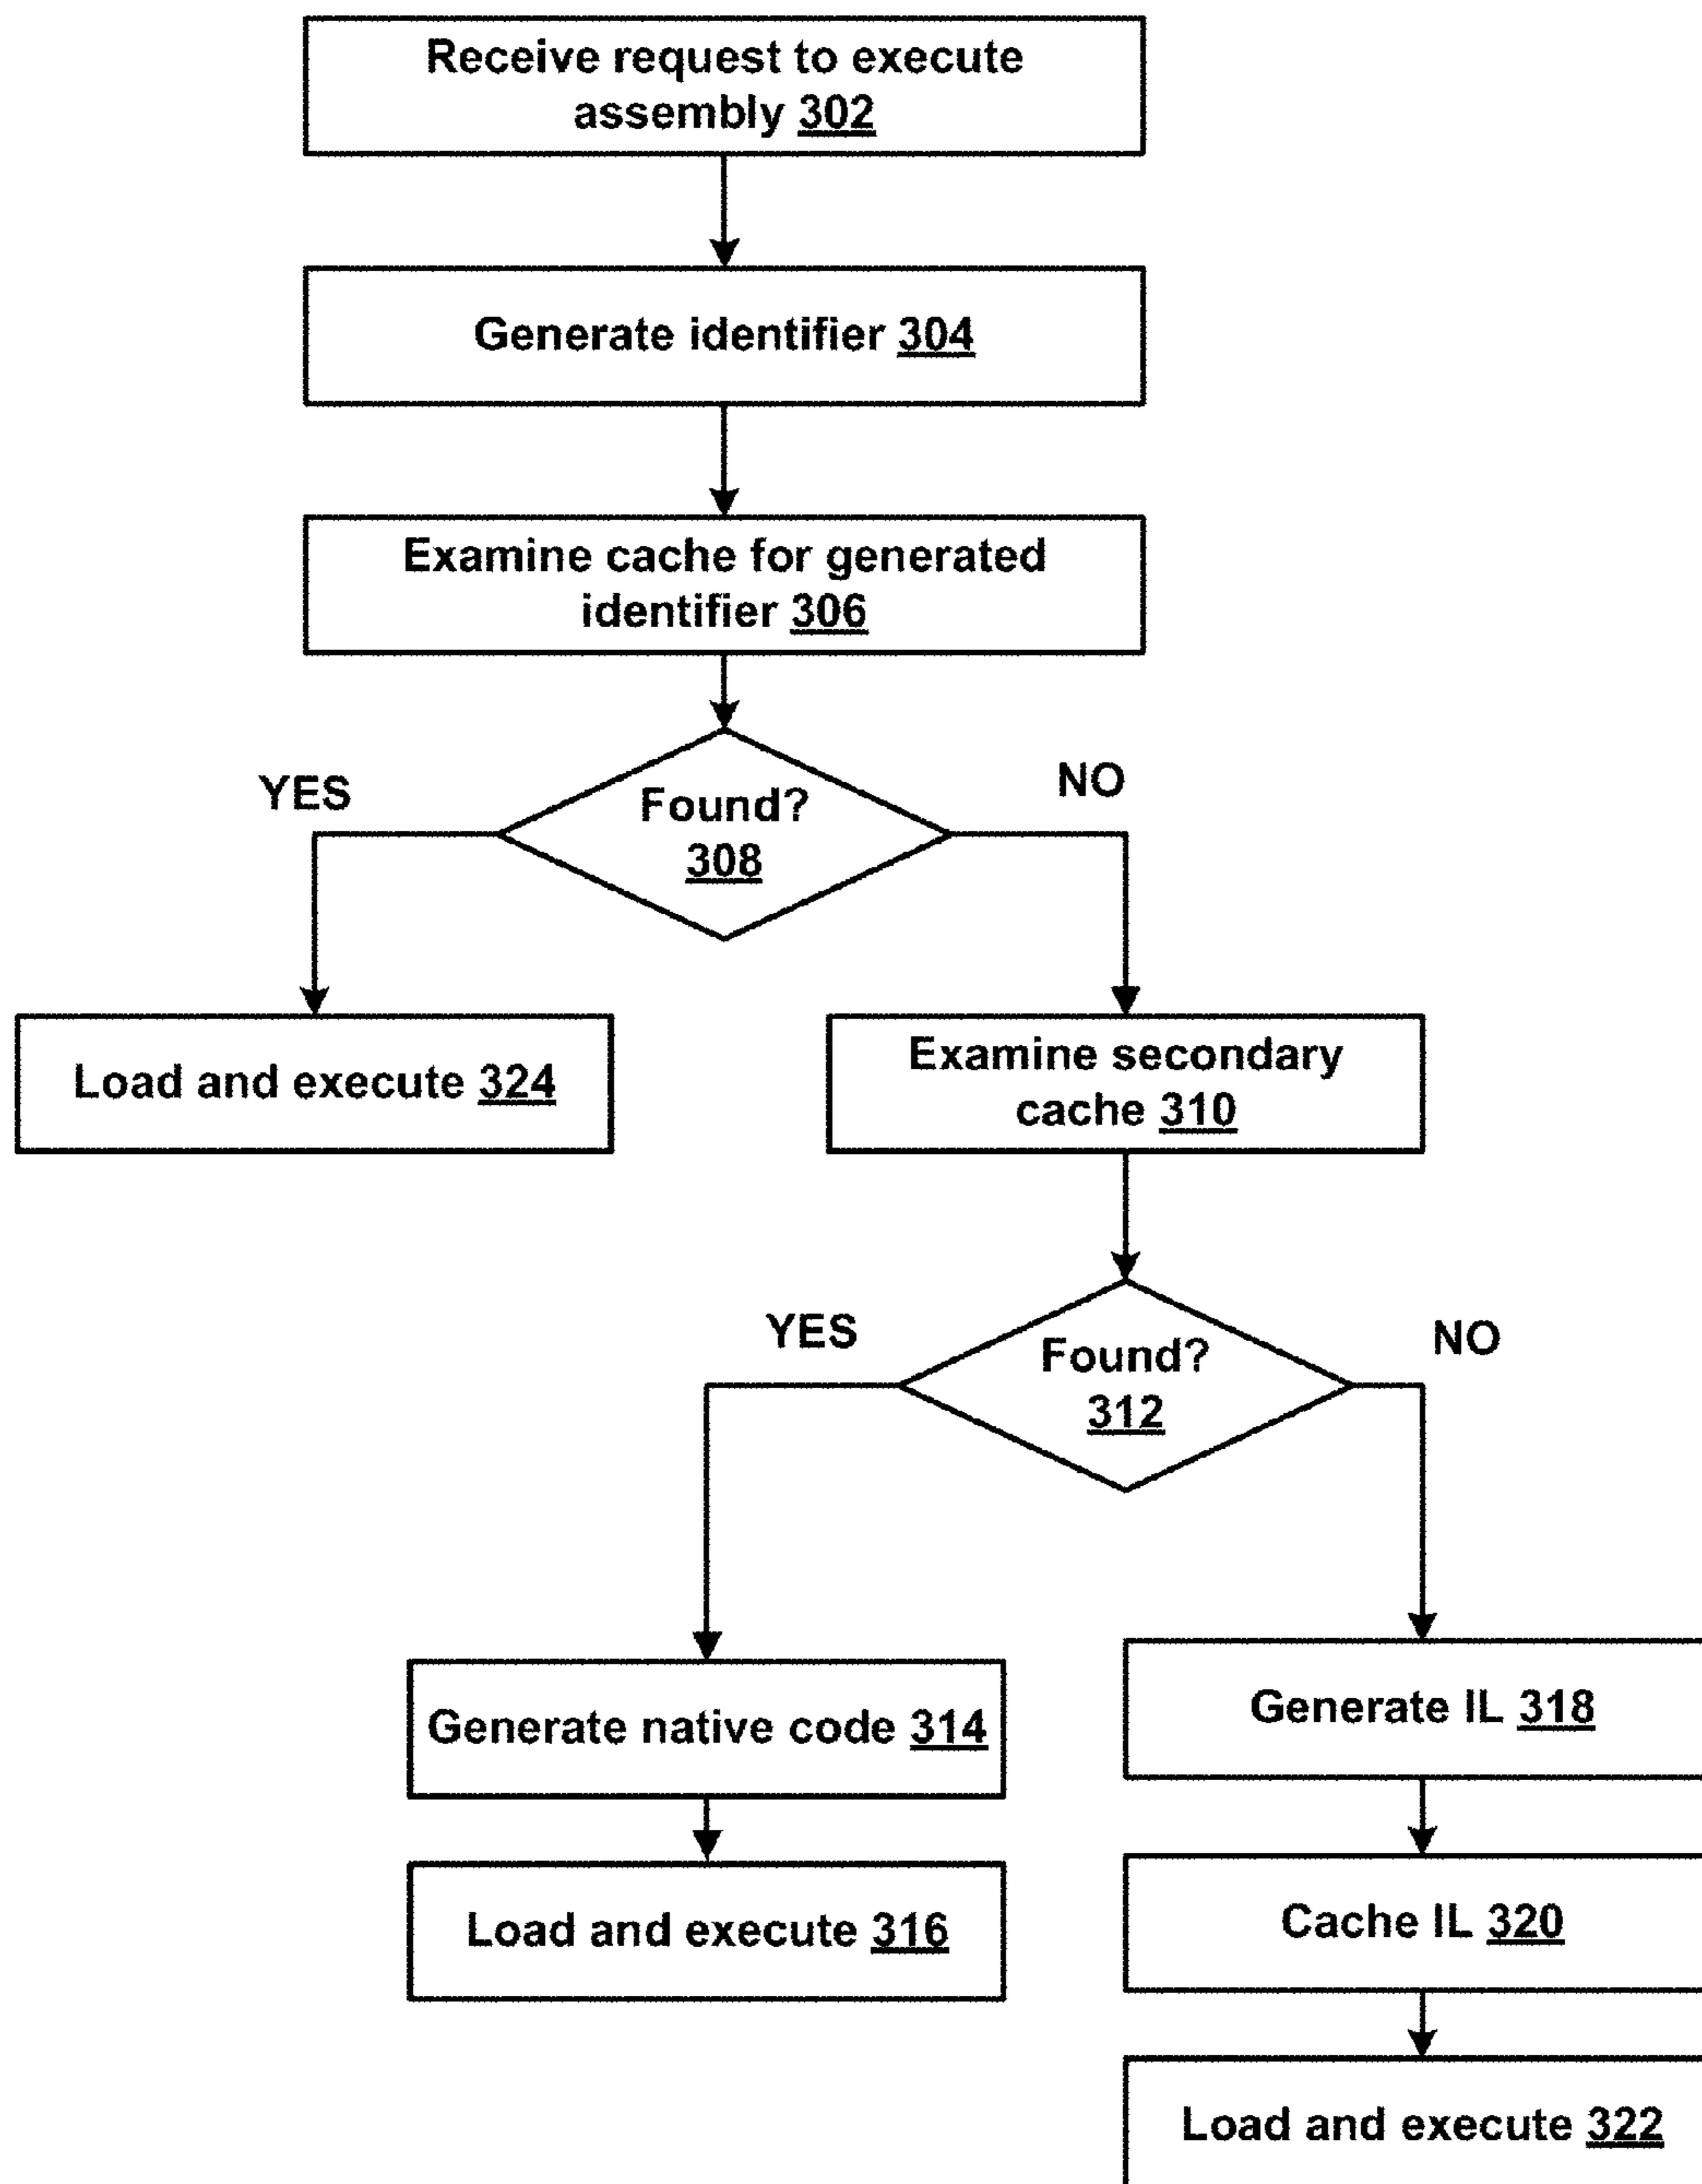 Receive request to execute
assembly 302
Generate identifier 304
Examine cache for generated
identifier 306
YES
NO
Found?
308
Load and execute 324
Examine secondary
cache 310
YES
NO
Found?
312
Generate native code 314
Generate IL 318
Load and execute 316
Cache IL 320
Load and execute 322